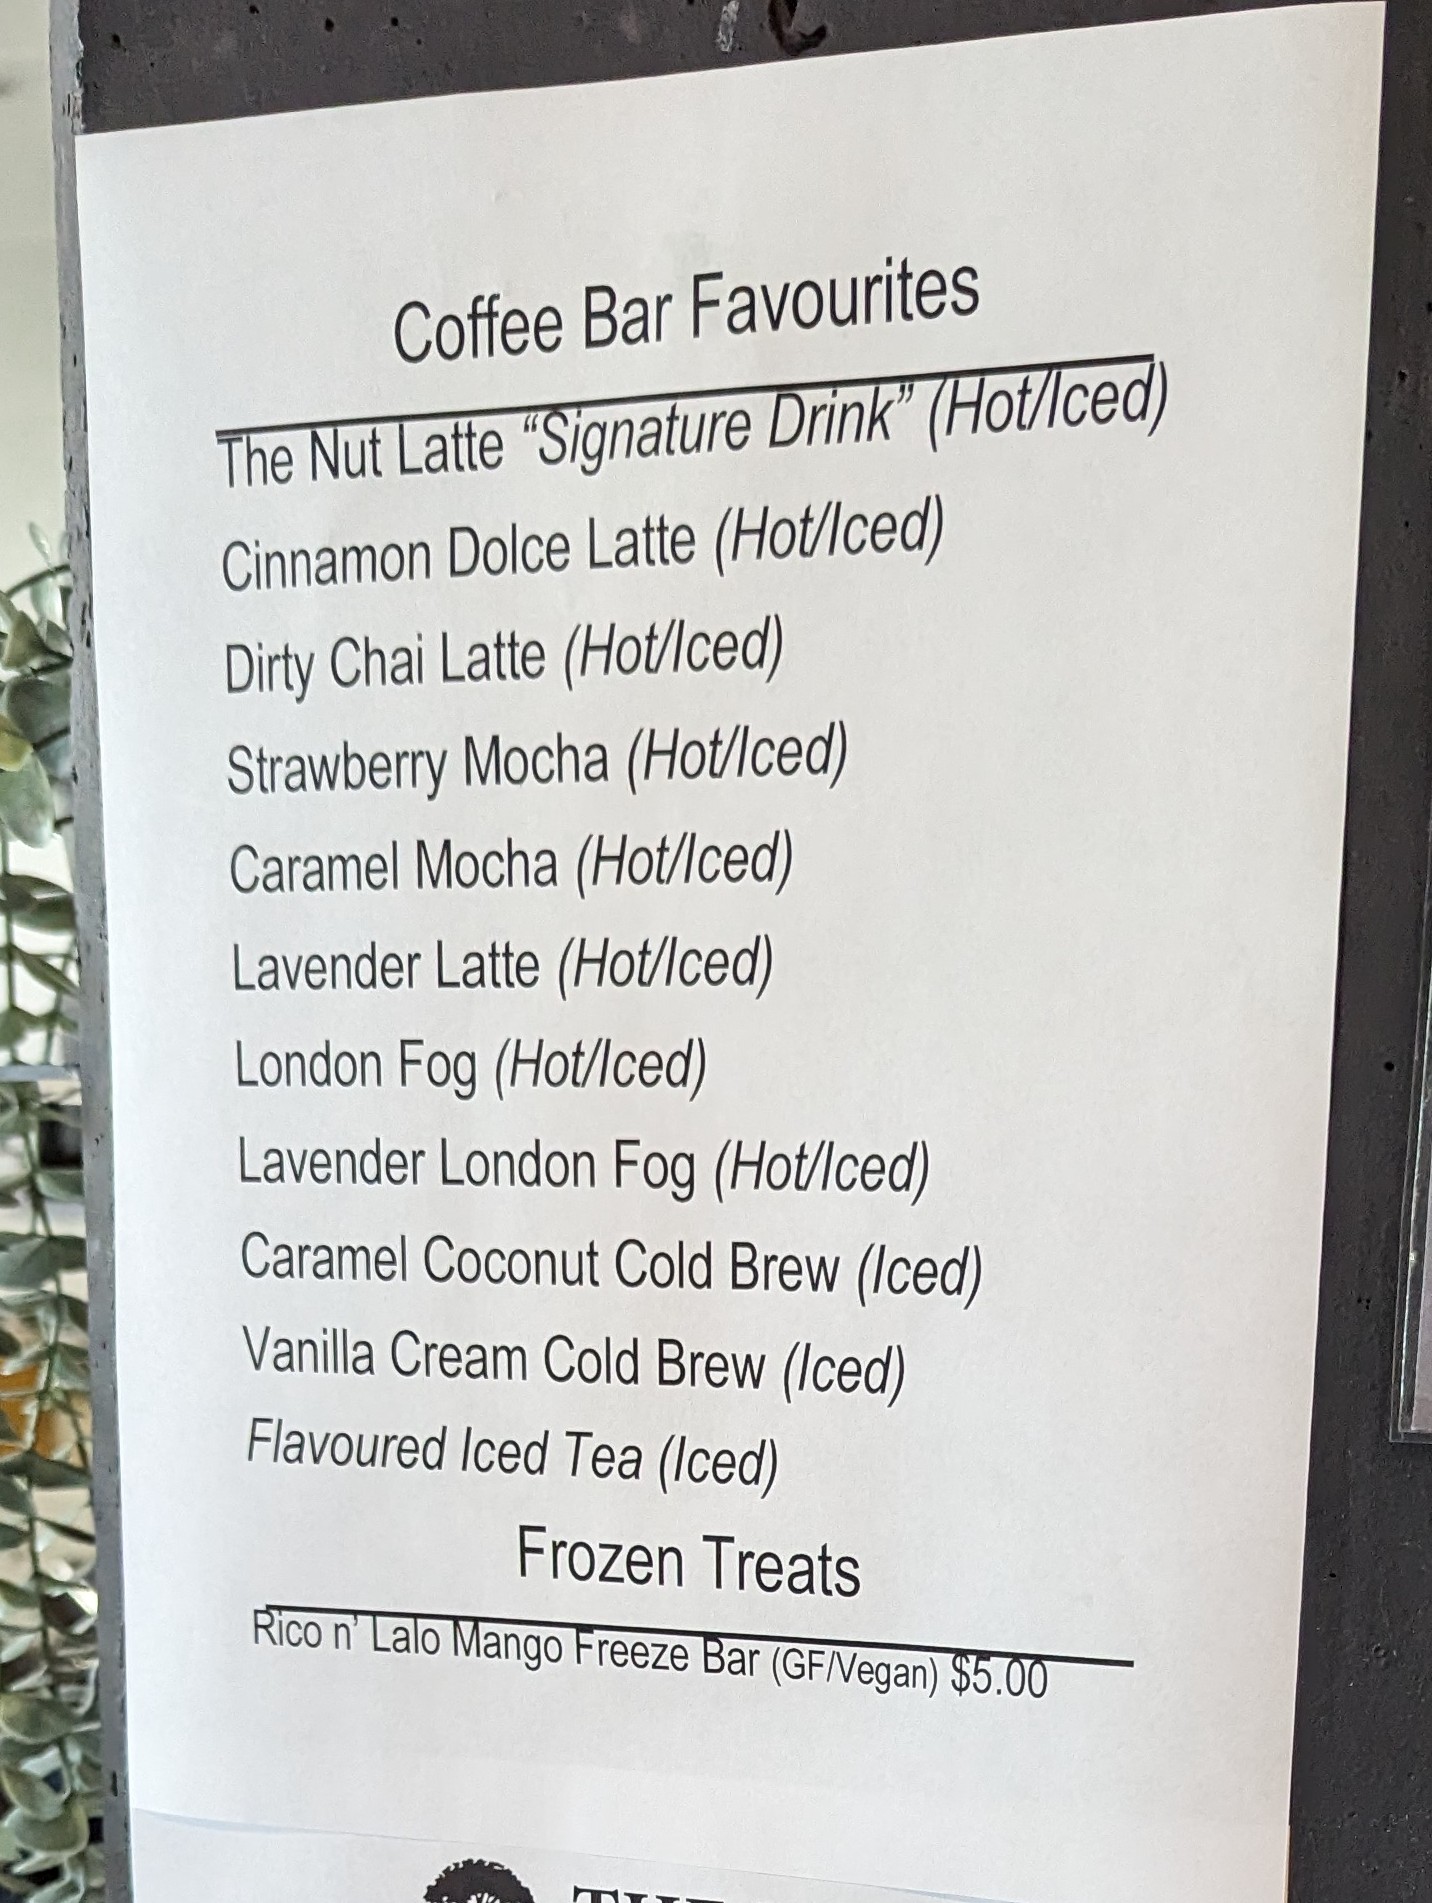 Coffee Bar Favourites
The Nut Latte “Signature Drink” (Hot/Iced)
Cinnamon Dolce Latte (Hot/Iced)
Dirty Chai Latte (Hot/Iced)
Strawberry Mocha (Hot/Iced)
Caramel Mocha (Hot/Iced)
Lavender Latte (Hot/Iced)
London Fog (Hot/Iced)
Lavender London Fog (Hot/Iced)
Caramel Coconut Cold Brew (Iced)
Vanilla Cream Cold Brew (Iced)
Flavoured Iced Tea (Iced)
Frozen Treats
Rico n’ Lalo Mango Freeze Bar (GF/Vegan) $5.00